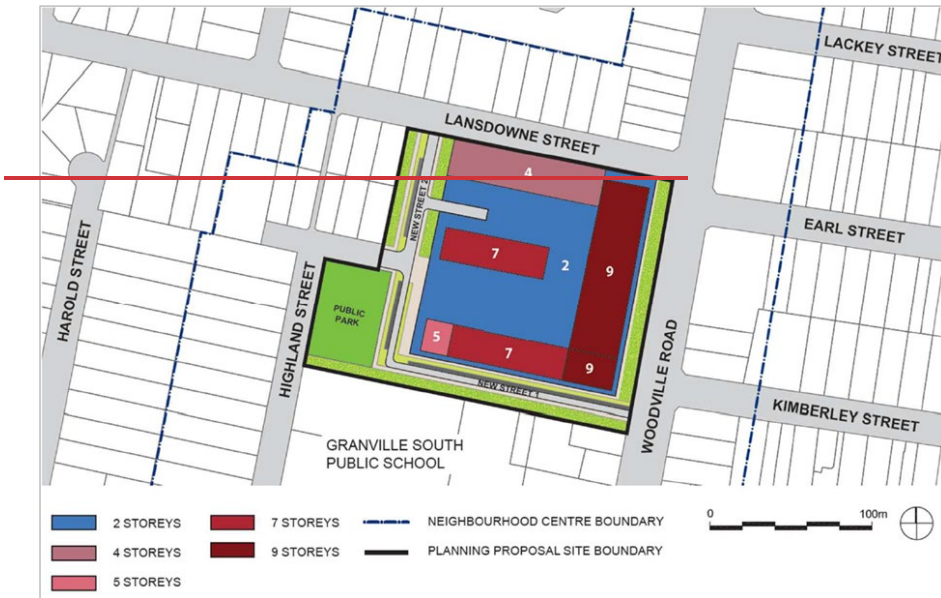 LACKEY STREET
LANSDOWNE STREET
4
NEW STREET 2
EARL STREET
7
2
9
HAROLD STREET
HIGHLAND STREET
PUBLIC
PARK
5
7
9
NEW STREET 1
WOODVILLE ROAD
KIMBERLEY STREET
GRANVILLE SOUTH
PUBLIC SCHOOL
2 STOREYS
7 STOREYS
NEIGHBOURHOOD CENTRE BOUNDARY
0
100m
4 STOREYS
9 STOREYS
PLANNING PROPOSAL SITE BOUNDARY
5 STOREYS